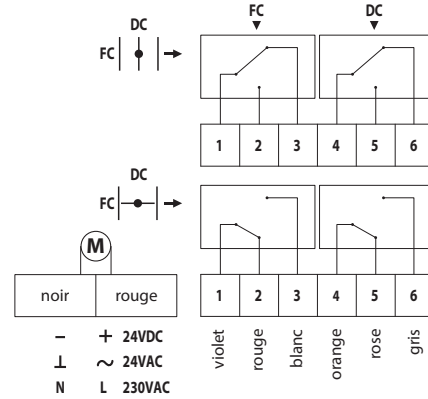 FC DC
DC
FC
1 2 3 4 5 6
DC
FC
M
noir rouge
1 2 3 4 5 6
violet rouge blanc orange rose gris
− + 24VDC
⊥ ~ 24VAC
N L 230VAC